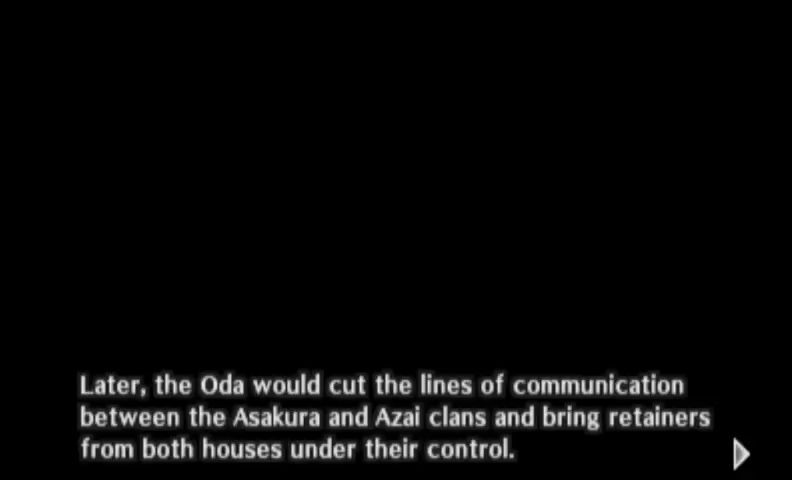 Later, the Oda would cut the lines of communication
between the Asakura and Azai clans and bring retainers
from both houses under their control.